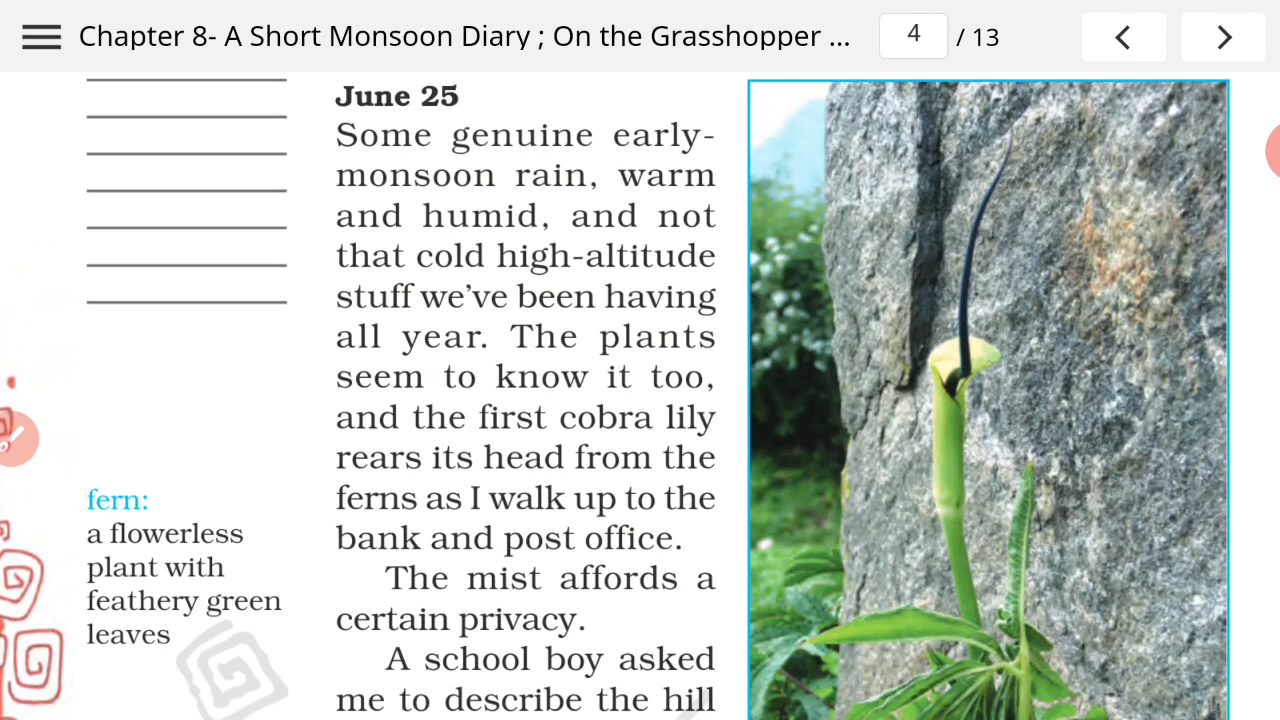 Chapter 8- A Short Monsoon Diary ; On the Grasshopper ...
4 / 13
fern:
a flowerless
plant with
feathery green
leaves
June 25
Some genuine early-
monsoon rain, warm
and humid, and not
that cold high-altitude
stuff we’ve been having
all year. The plants
seem to know it too,
and the first cobra lily
rears its head from the
ferns as I walk up to the
bank and post office.
The mist affords a
certain privacy.
A school boy asked
me to describe the hill